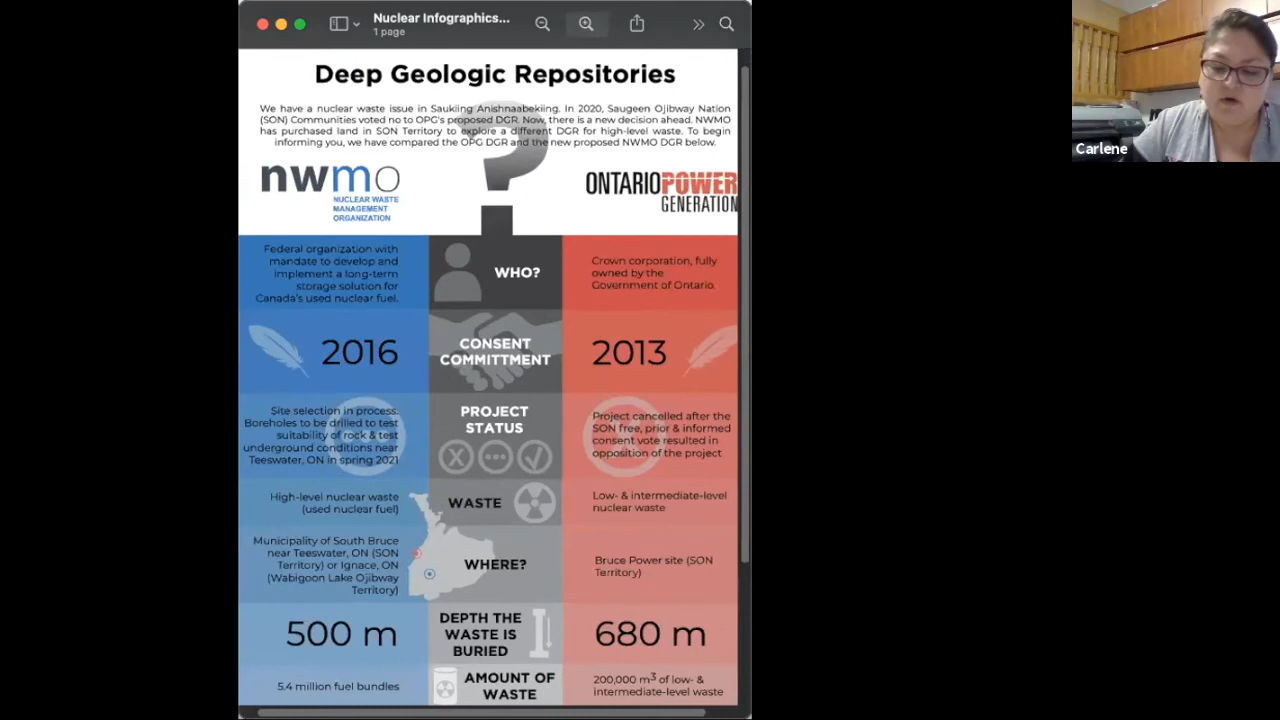 Nuclear Infographics...
1 page
Carlene
Deep Geologic Repositories
We have a nuclear waste issue in Saukiing Anishnaabekiing. In 2020, Saugeen Ojibway Nation
(SON) Communities voted no to OPG's proposed DGR. Now, there is a new decision ahead. NWMO
has purchased land in SON Territory to explore a different DGR for high-level waste. To begin
informing you, we have compared the OPG DGR and the new proposed NWMO DGR below.
?
nwmo
NUCLEAR WASTE
MANAGEMENT
ORGANIZATION
ONTARIOPOWER
GENERATION
Federal organization with
mandate to develop and
implement a long-term
storage solution for
Canada's used nuclear fuel.
WHO?
Crown corporation, fully
owned by the
Government of Ontario.
2016
CONSENT
COMMITTMENT
2013
Site selection in process.
Boreholes to be drilled to test
suitability of rock & test
underground conditions near
Teeswater, ON in spring 2021
PROJECT
STATUS
Project cancelled after the
SON free, prior & informed
consent vote resulted in
opposition of the project
High-level nuclear waste
(used nuclear fuel)
WASTE
Low- & intermediate-level
nuclear waste
Municipality of South Bruce
near Teeswater, ON (SON
Territory) or Ignace, ON
(Wabigoon Lake Ojibway
Territory)
WHERE?
Bruce Power site (SON
Territory)
500 m
DEPTH THE
WASTE IS
BURIED
680 m
5.4 million fuel bundles
AMOUNT OF
WASTE
200,000 m³ of low- &
intermediate-level waste